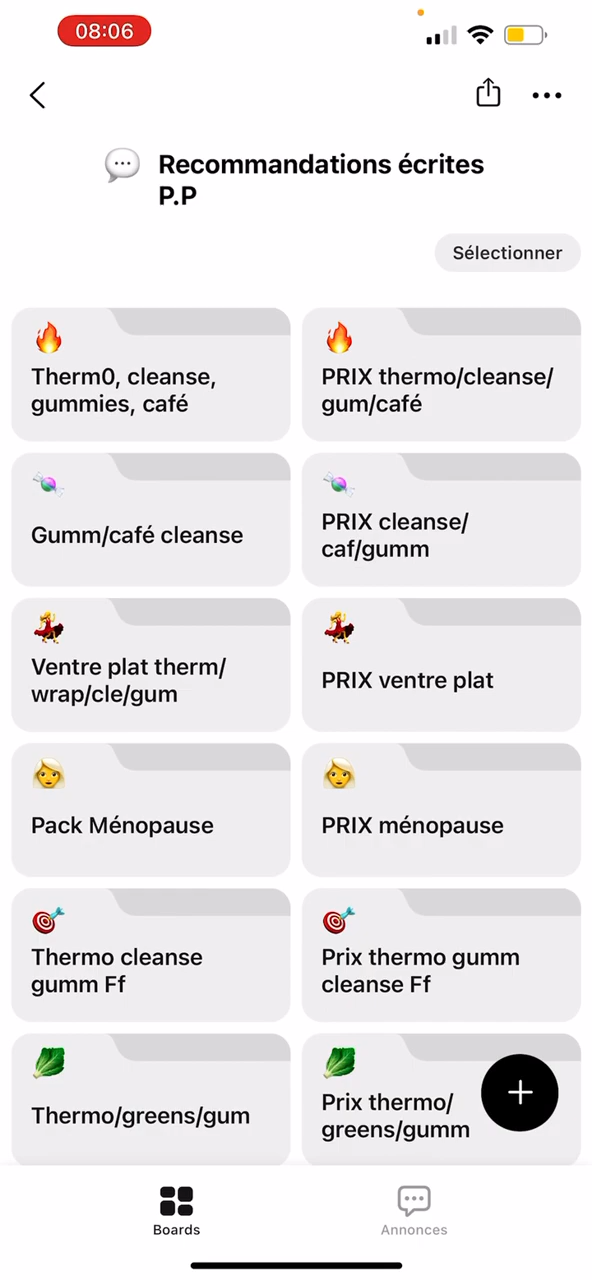 08:06
Recommandations écrites
P.P
Sélectionner
Therm0, cleanse,
gummies, café
PRIX thermo/cleanse/
gum/café
Gumm/café cleanse
PRIX cleanse/
caf/gumm
Ventre plat therm/
wrap/cle/gum
PRIX ventre plat
Pack Ménopause
PRIX ménopause
Thermo cleanse
gumm Ff
Prix thermo gumm
cleanse Ff
Thermo/greens/gum
Prix thermo/
greens/gumm
Boards
Annonces